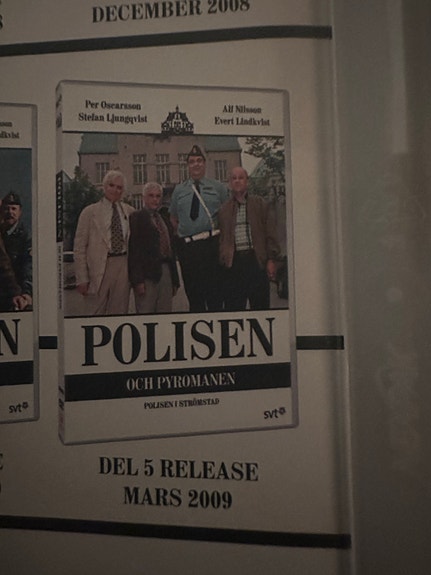 DECEMBER 2008
Per Oscarsson
Stefan Ljungqvist
Alf Nilsson
Evert Lindkvist
POLISEN
OCH PYROMANEN
POLISEN I STRÖMSTAD
svt
DEL 5 RELEASE
MARS 2009
N
svt